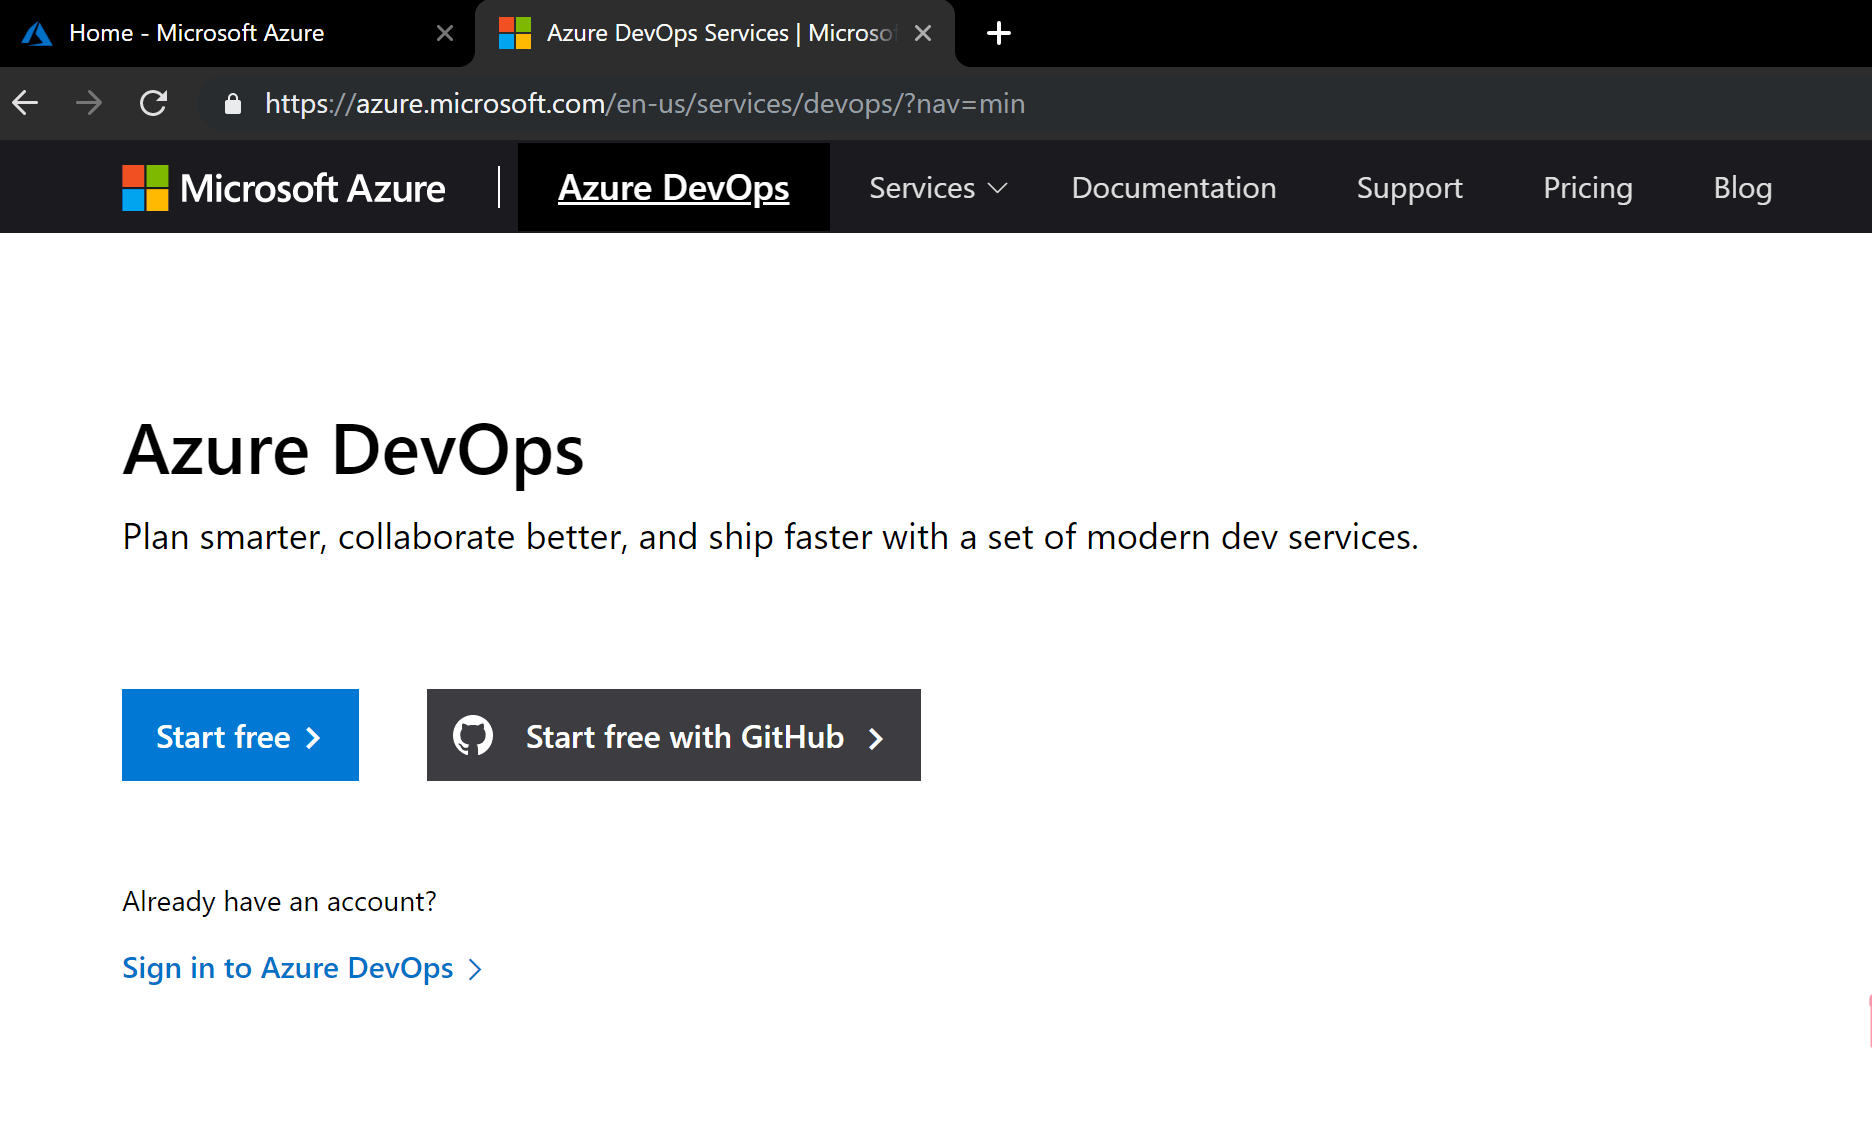 Home - Microsoft Azure
Azure DevOps Services | Microsof
https://azure.microsoft.com/en-us/services/devops/?nav=min
Microsoft Azure | Azure DevOps Services Documentation Support Pricing Blog
Azure DevOps
Plan smarter, collaborate better, and ship faster with a set of modern dev services.
Start free
Start free with GitHub
Already have an account?
Sign in to Azure DevOps